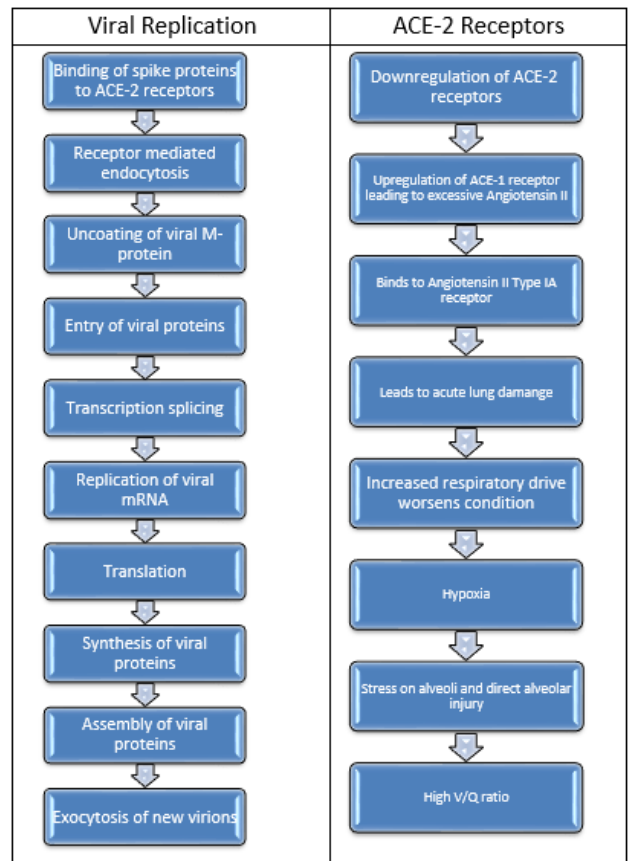 Viral Replication
Binding of spike proteins
to ACE-2 receptors
Receptor mediated
endocytosis
Uncoating of viral M-
protein
Entry of viral proteins
Transcription splicing
Replication of viral
mRNA
Translation
Synthesis of viral
proteins
Assembly of viral
proteins
Exocytosis of new virions
ACE-2 Receptors
Downregulation of ACE-2
receptors
Upregulation of ACE-1 receptor
leading to excessive Angiotensin II
Binds to Angiotensin II Type IA
receptor
Leads to acute lung damange
Increased respiratory drive
worsens condition
Hypoxia
Stress on alveoli and direct alveolar
injury
High V/Q ratio